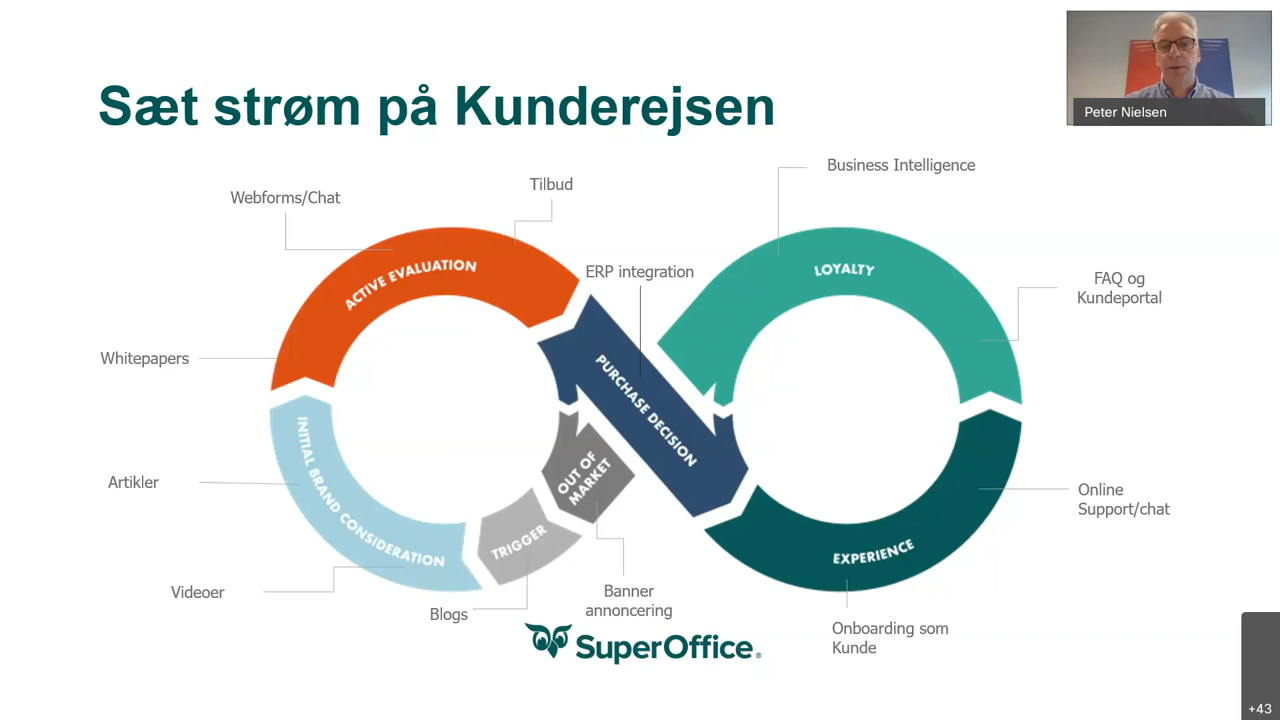 Sæt strøm på Kunderejsen
Peter Nielsen
Business Intelligence
Tilbud
Webforms/Chat
ACTIVE EVALUATION
LOYALTY
ERP integration
FAQ og
Kundeportal
Whitepapers
PURCHASE DECISION
INITIAL BRAND CONSIDERATION
OUT OF
MARKET
Artikler
Online
Support/chat
TRIGGER
EXPERIENCE
Videoer
Banner
annoncering
Blogs
Onboarding som
Kunde
SuperOffice®
+43